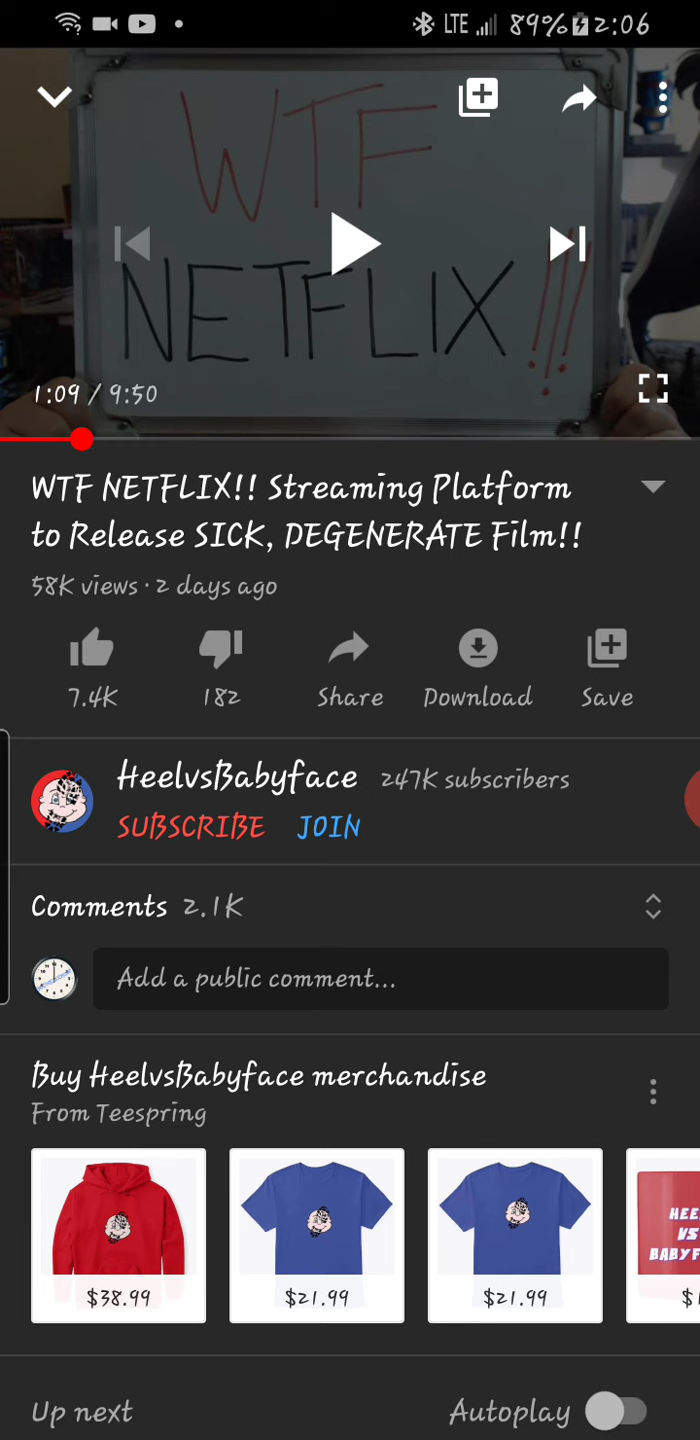 LTE 89% 2:06
WTF
NETFLIX!!!
1:09 / 9:50
WTF NETFLIX!! Streaming Platform
to Release SICK, DEGENERATE Film!!
58K views · 2 days ago
7.4K 182 Share Download Save
HeelvsBabyface 247K subscribers
SUBSCRIBE JOIN
Comments 2.1K
Add a public comment...
Buy HeelvsBabyface merchandise
From Teespring
VS
$38.99 $21.99 $21.99
Up next Autoplay